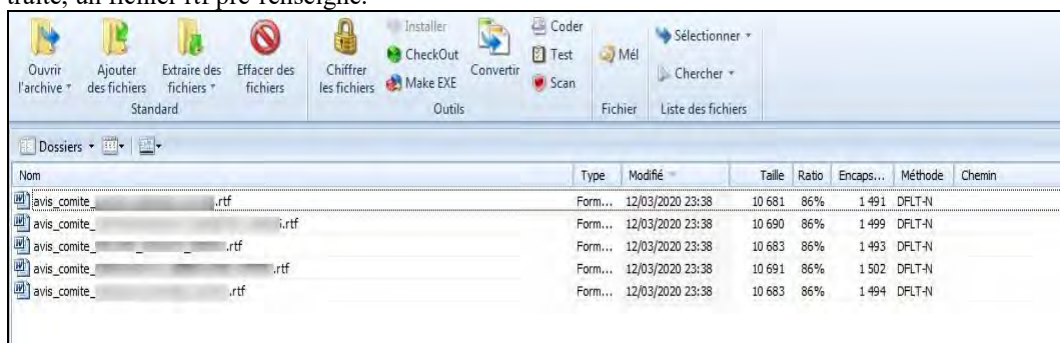 traité, un fichier rtf pré-renseigné.
Installer
Coder
CheckOut
Test
Mél
Sélectionner
Ouvrir l'archive
Ajouter des fichiers
Extraire des fichiers
Effacer des fichiers
Chiffrer les fichiers
Make EXE
Convertir
Scan
Chercher
Standard
Outils
Fichier
Liste des fichiers
Dossiers
Nom Type Modifié Taille Ratio Encaps... Méthode Chemin
avis_comite_ .rtf Form... 12/03/2020 23:38 10 681 86% 1 491 DFLT-N
avis_comite_ .rtf Form... 12/03/2020 23:38 10 690 86% 1 499 DFLT-N
avis_comite_ .rtf Form... 12/03/2020 23:38 10 683 86% 1 493 DFLT-N
avis_comite_ .rtf Form... 12/03/2020 23:38 10 691 86% 1 502 DFLT-N
avis_comite_ .rtf Form... 12/03/2020 23:38 10 683 86% 1 494 DFLT-N